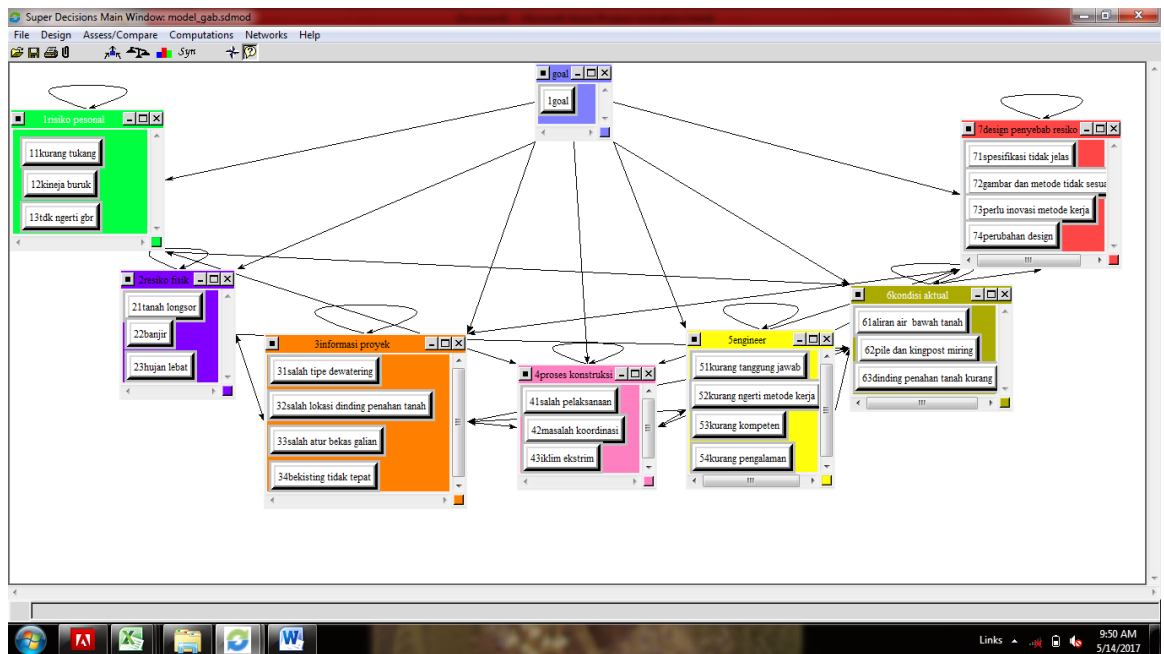 Super Decisions Main Window: model_gab.sdmod
File Design Assess/Compare Computations Networks Help
Syn
goal
1goal
1risiko pesonal
11kurang tukang
12kineja buruk
13tdk ngerti gbr
7design penyebab resiko
71spesifikasi tidak jelas
72gambar dan metode tidak sesua
73perlu inovasi metode kerja
74perubahan design
2resiko fisik
21tanah longsor
22banjir
23hujan lebat
6kondisi aktual
61aliran air bawah tanah
62pile dan kingpost miring
63dinding penahan tanah kurang
3informasi proyek
31salah tipe dewatering
32salah lokasi dinding penahan tanah
33salah atur bekas galian
34bekisting tidak tepat
4proses konstruksi
41salah pelaksanaan
42masalah koordinasi
43iklim ekstrim
5engineer
51kurang tanggung jawab
52kurang ngerti metode kerja
53kurang kompeten
54kurang pengalaman
Links
9:50 AM
5/14/2017